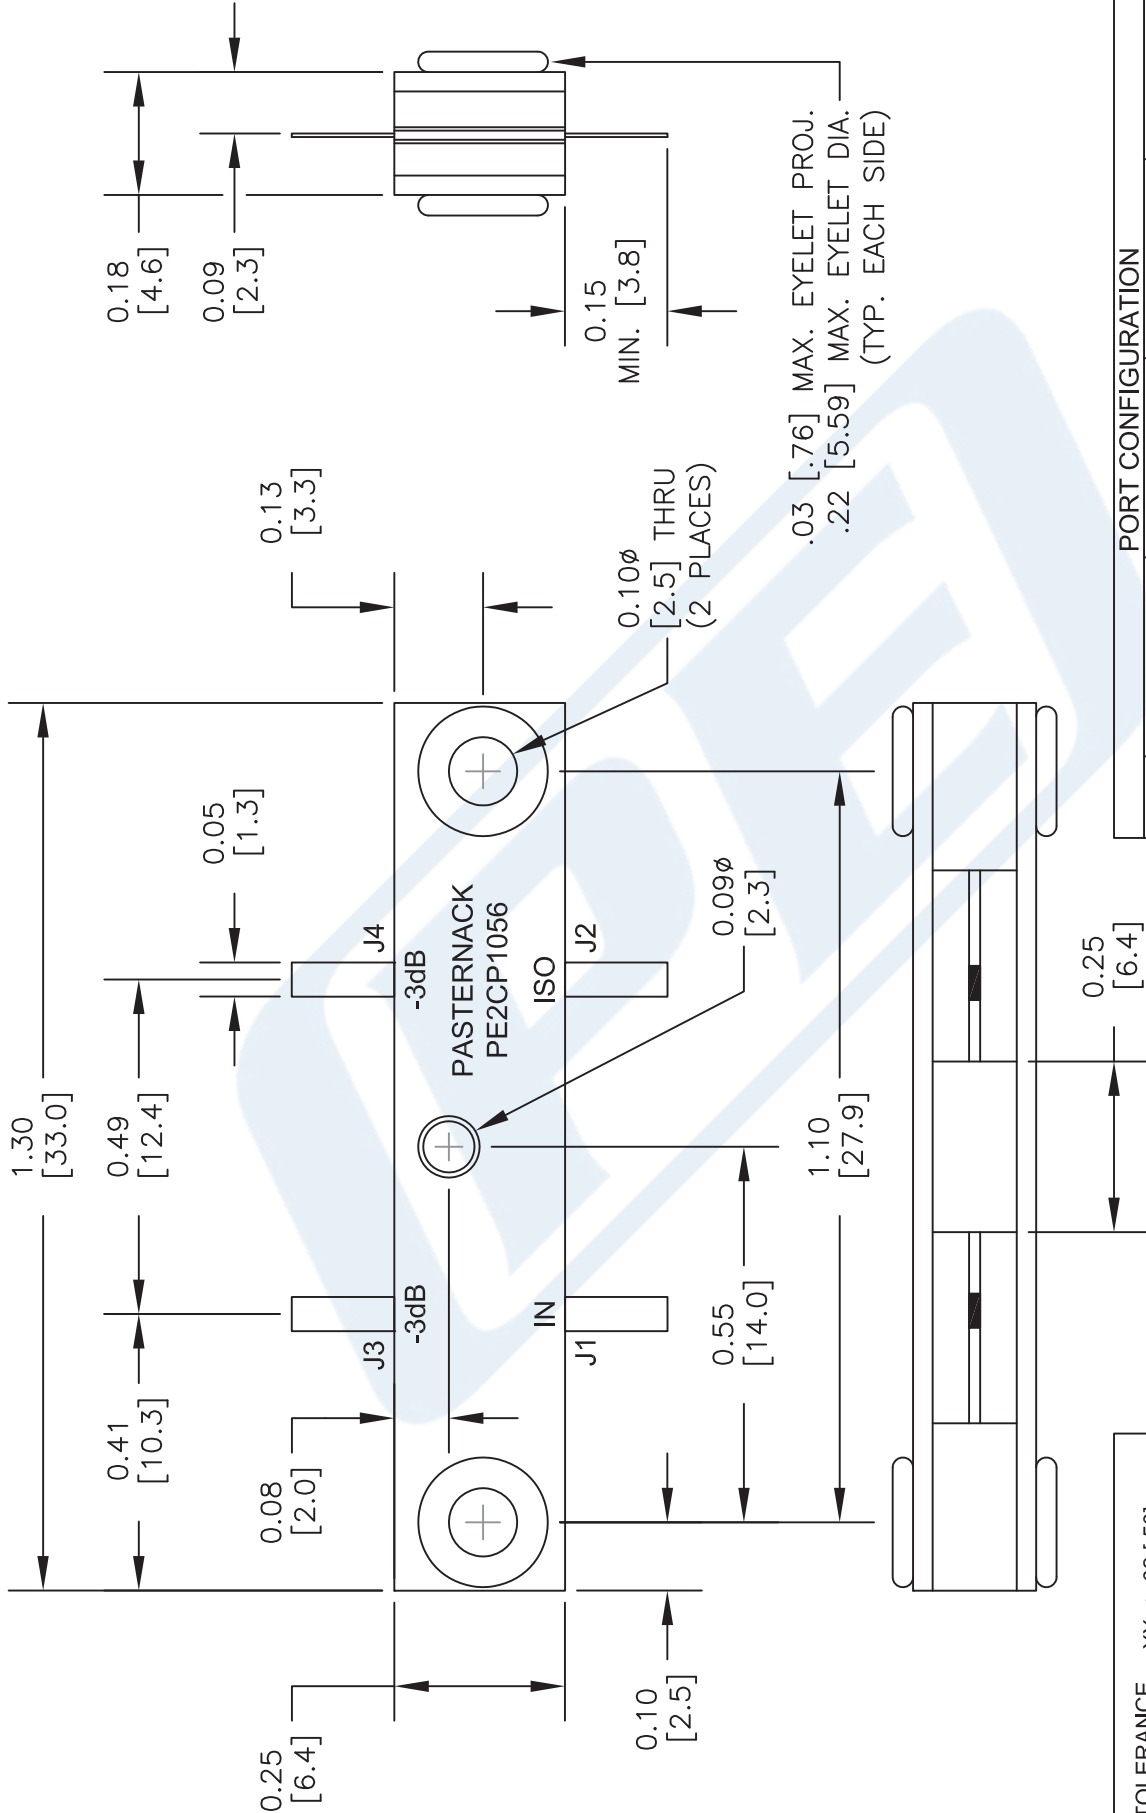 1.30
[33.0]
0.41
[10.3]
0.49
[12.4]
0.05
[1.3]
0.18
[4.6]
0.09
[2.3]
0.25
[6.4]
0.08
[2.0]
0.13
[3.3]
J3
J4
-3dB
-3dB
PASTERNACK
PE2CP1056
IN
ISO
J1
J2
0.15
MIN. [3.8]
0.10
[2.5]
0.10ø
[2.5] THRU
(2 PLACES)
0.55
[14.0]
0.09ø
[2.3]
1.10
[27.9]
.03 [.76] MAX. EYELET PROJ.
.22 [5.59] MAX. EYELET DIA.
(TYP. EACH SIDE)
0.25
[6.4]
TOLERANCE
PORT CONFIGURATION